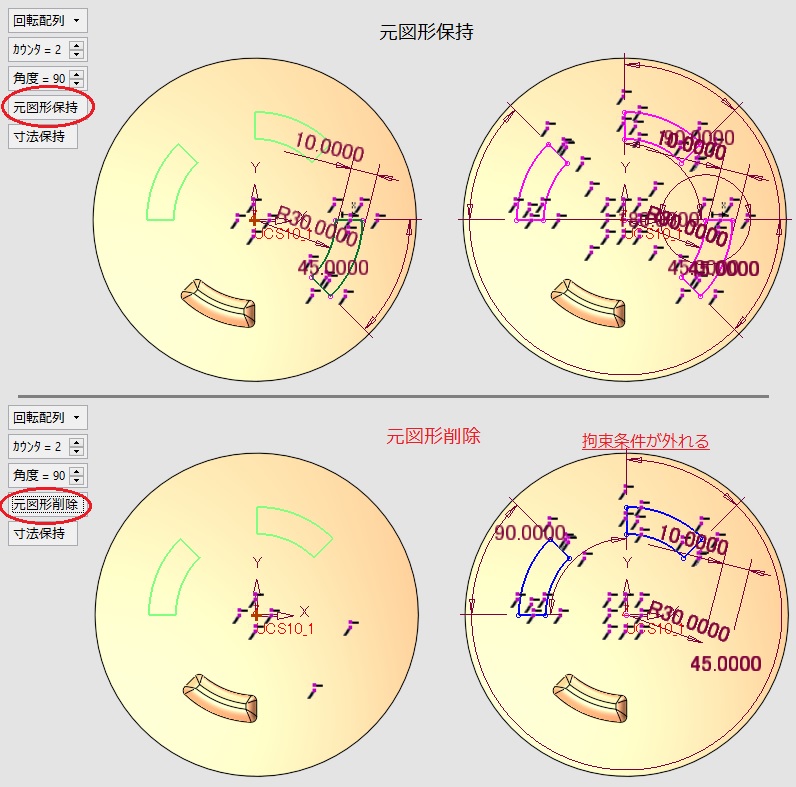 回転配列
ｶｳﾝﾀ = 2
角度 = 90
元図形保持
寸法保持
元図形保持
10.0000
Y
R30.0000
UCS10_1
45.0000
90.0000
10.0000
Y
R30.0000
UCS10_1
45.0000
回転配列
ｶｳﾝﾀ = 2
角度 = 90
元図形削除
寸法保持
元図形削除
拘束条件が外れる
Y
X
UCS10_1
90.0000
10.0000
Y
R30.0000
UCS10_1
45.0000